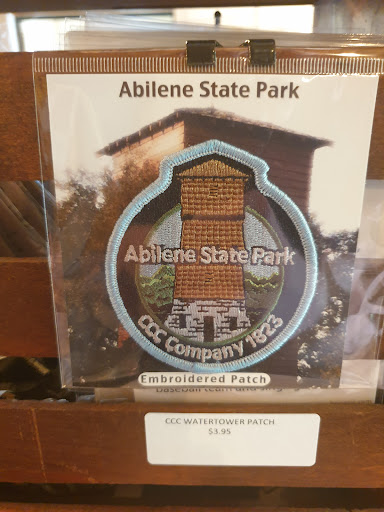 Abilene State Park
Abilene State Park
CCC Company 1823
Embroidered Patch
CCC WATERTOWER PATCH
$3.95